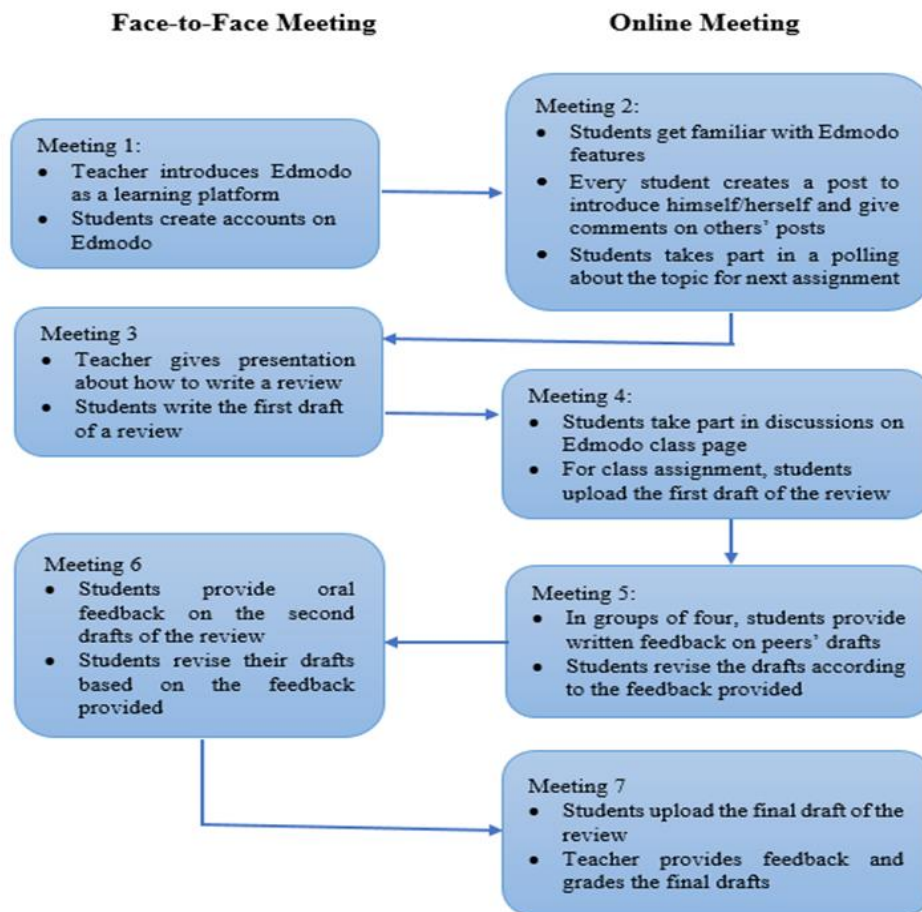 Face-to-Face Meeting
Online Meeting
Meeting 1:
• Teacher introduces Edmodo
as a learning platform
• Students create accounts on
Edmodo
Meeting 2:
• Students get familiar with Edmodo
features
• Every student creates a post to
introduce himself/herself and give
comments on others’ posts
• Students takes part in a polling
about the topic for next assignment
Meeting 3
• Teacher gives presentation
about how to write a review
• Students write the first draft
of a review
Meeting 4:
• Students take part in discussions on
Edmodo class page
• For class assignment, students
upload the first draft of the review
Meeting 5:
• In groups of four, students provide
written feedback on peers’ drafts
• Students revise the drafts according
to the feedback provided
Meeting 6
• Students provide oral
feedback on the second
drafts of the review
• Students revise their drafts
based on the feedback
provided
Meeting 7
• Students upload the final draft of the
review
• Teacher provides feedback and
grades the final drafts